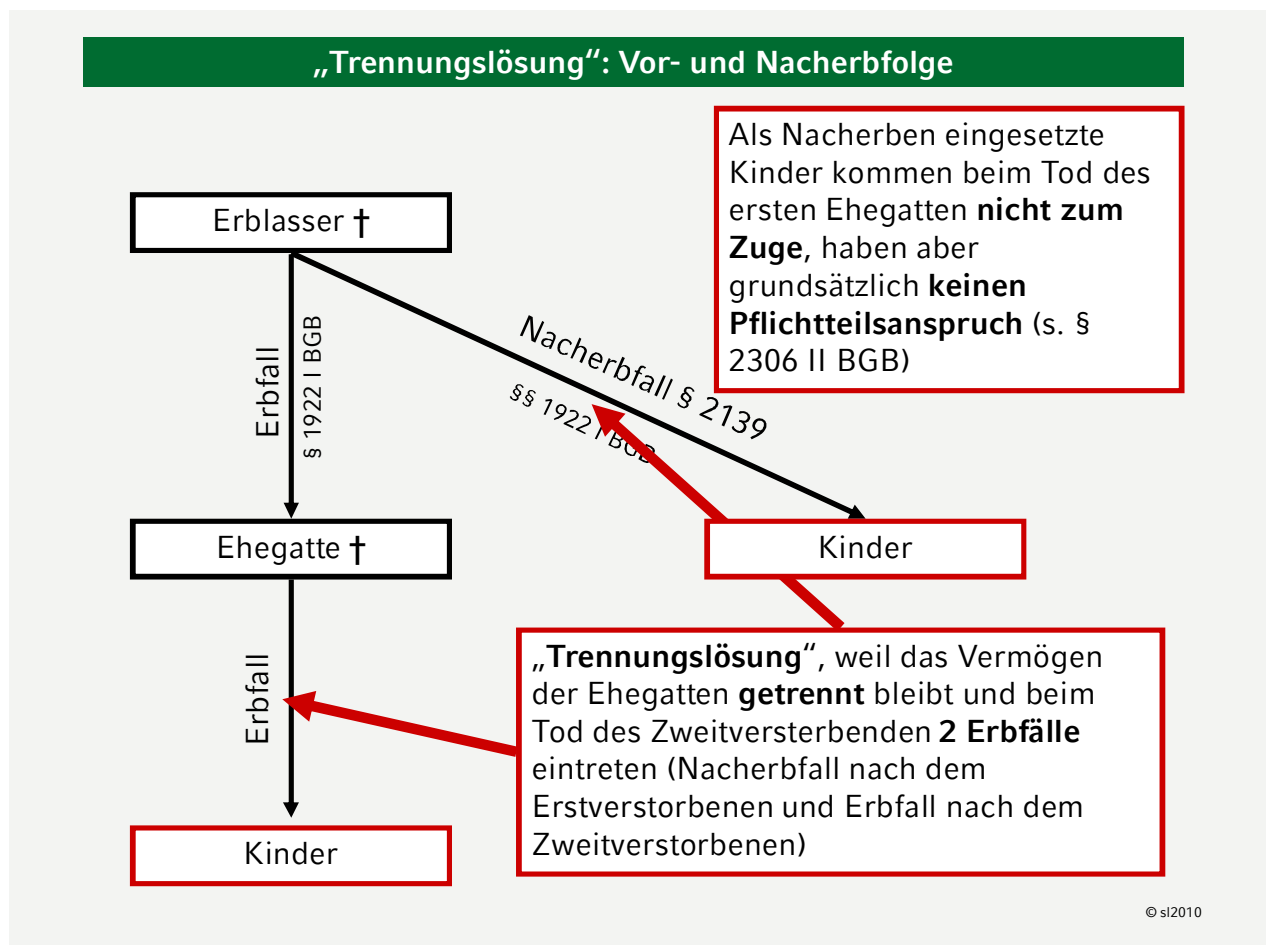 „Trennungslösung“: Vor- und Nacherbfolge
Als Nacherben eingesetzte
Kinder kommen beim Tod des
ersten Ehegatten nicht zum
Zuge, haben aber
grundsätzlich keinen
Pflichtteilsanspruch (s. §
2306 II BGB)
Erblasser †
Erbfall
§ 1922 I BGB
Nacherbfall § 2139
§§ 1922 I BGB
Ehegatte †
Kinder
Erbfall
„Trennungslösung“, weil das Vermögen
der Ehegatten getrennt bleibt und beim
Tod des Zweitversterbenden 2 Erbfälle
eintreten (Nacherbfall nach dem
Erstverstorbenen und Erbfall nach dem
Zweitverstorbenen)
Kinder
© sl2010